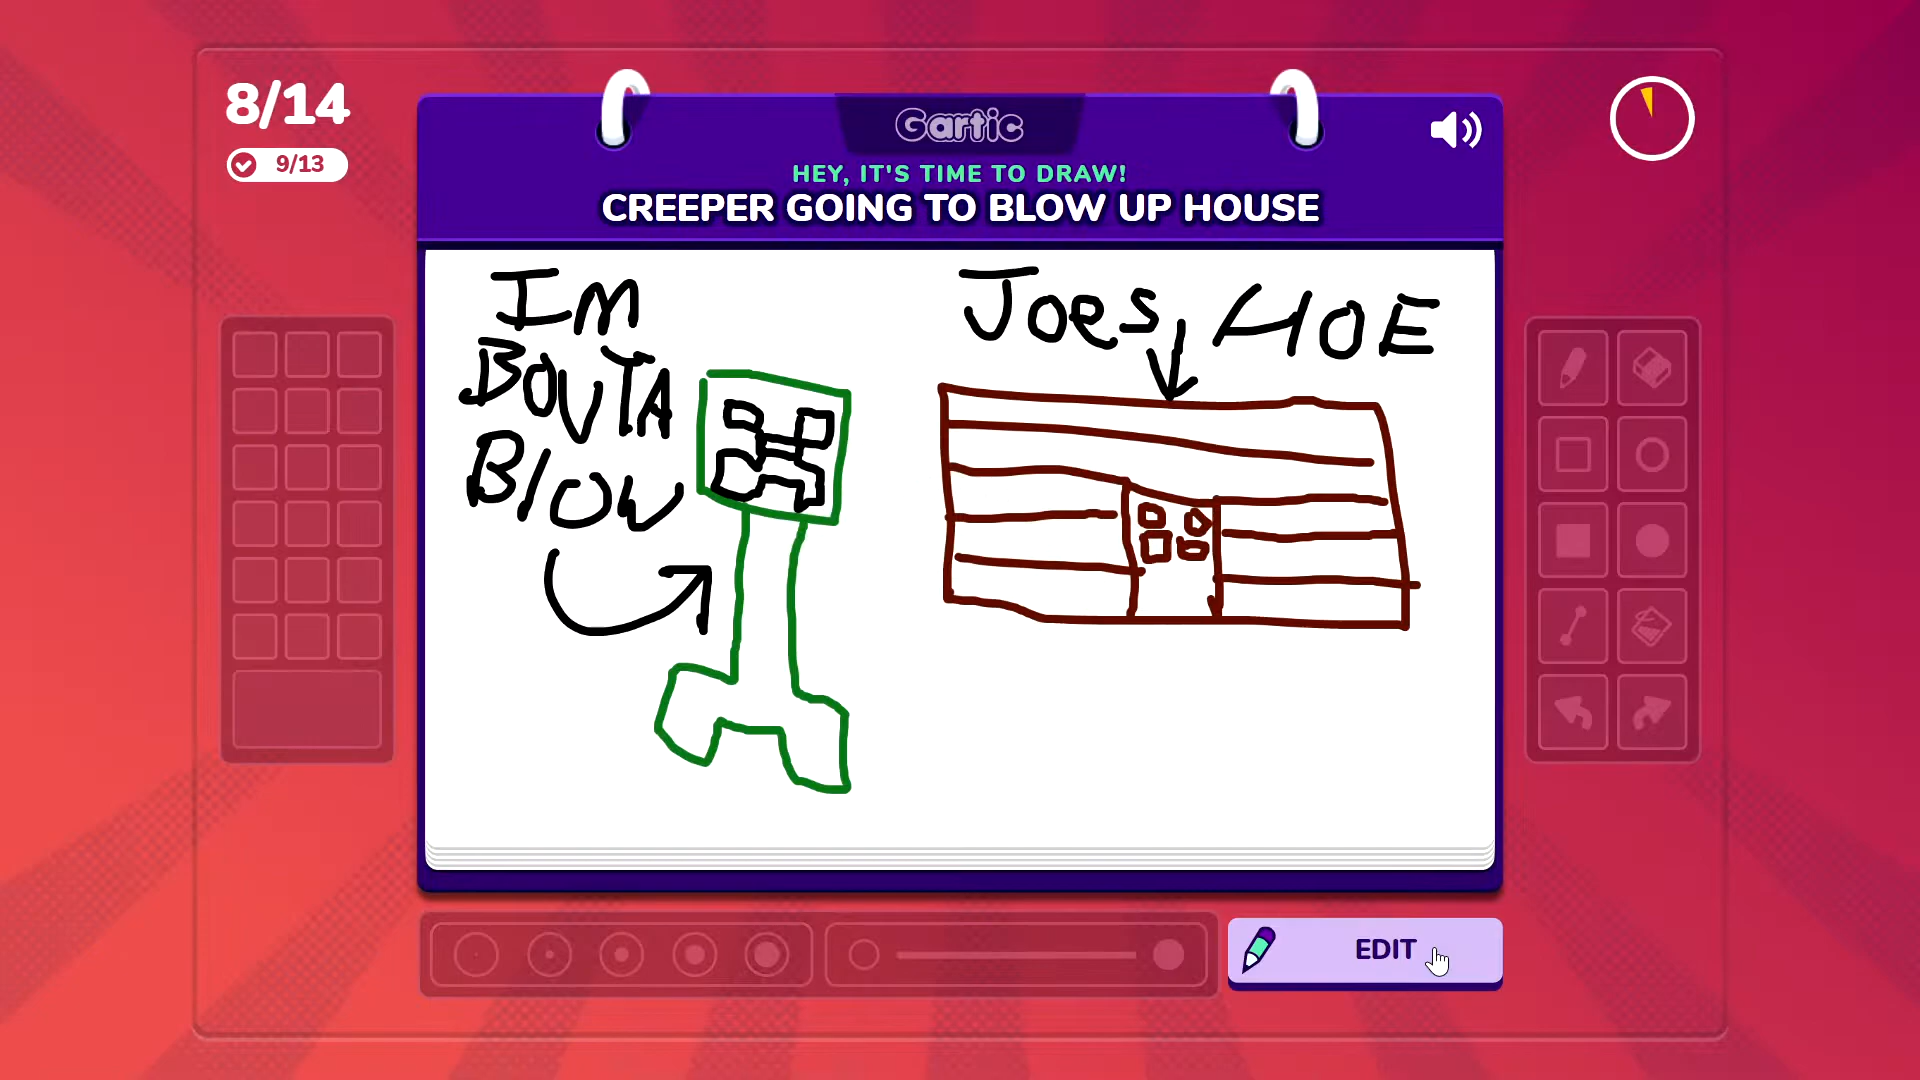 8/14
9/13
Gartic
HEY, IT'S TIME TO DRAW!
CREEPER GOING TO BLOW UP HOUSE
IM
BOUTA
BlOW
JOeS HOE
EDIT